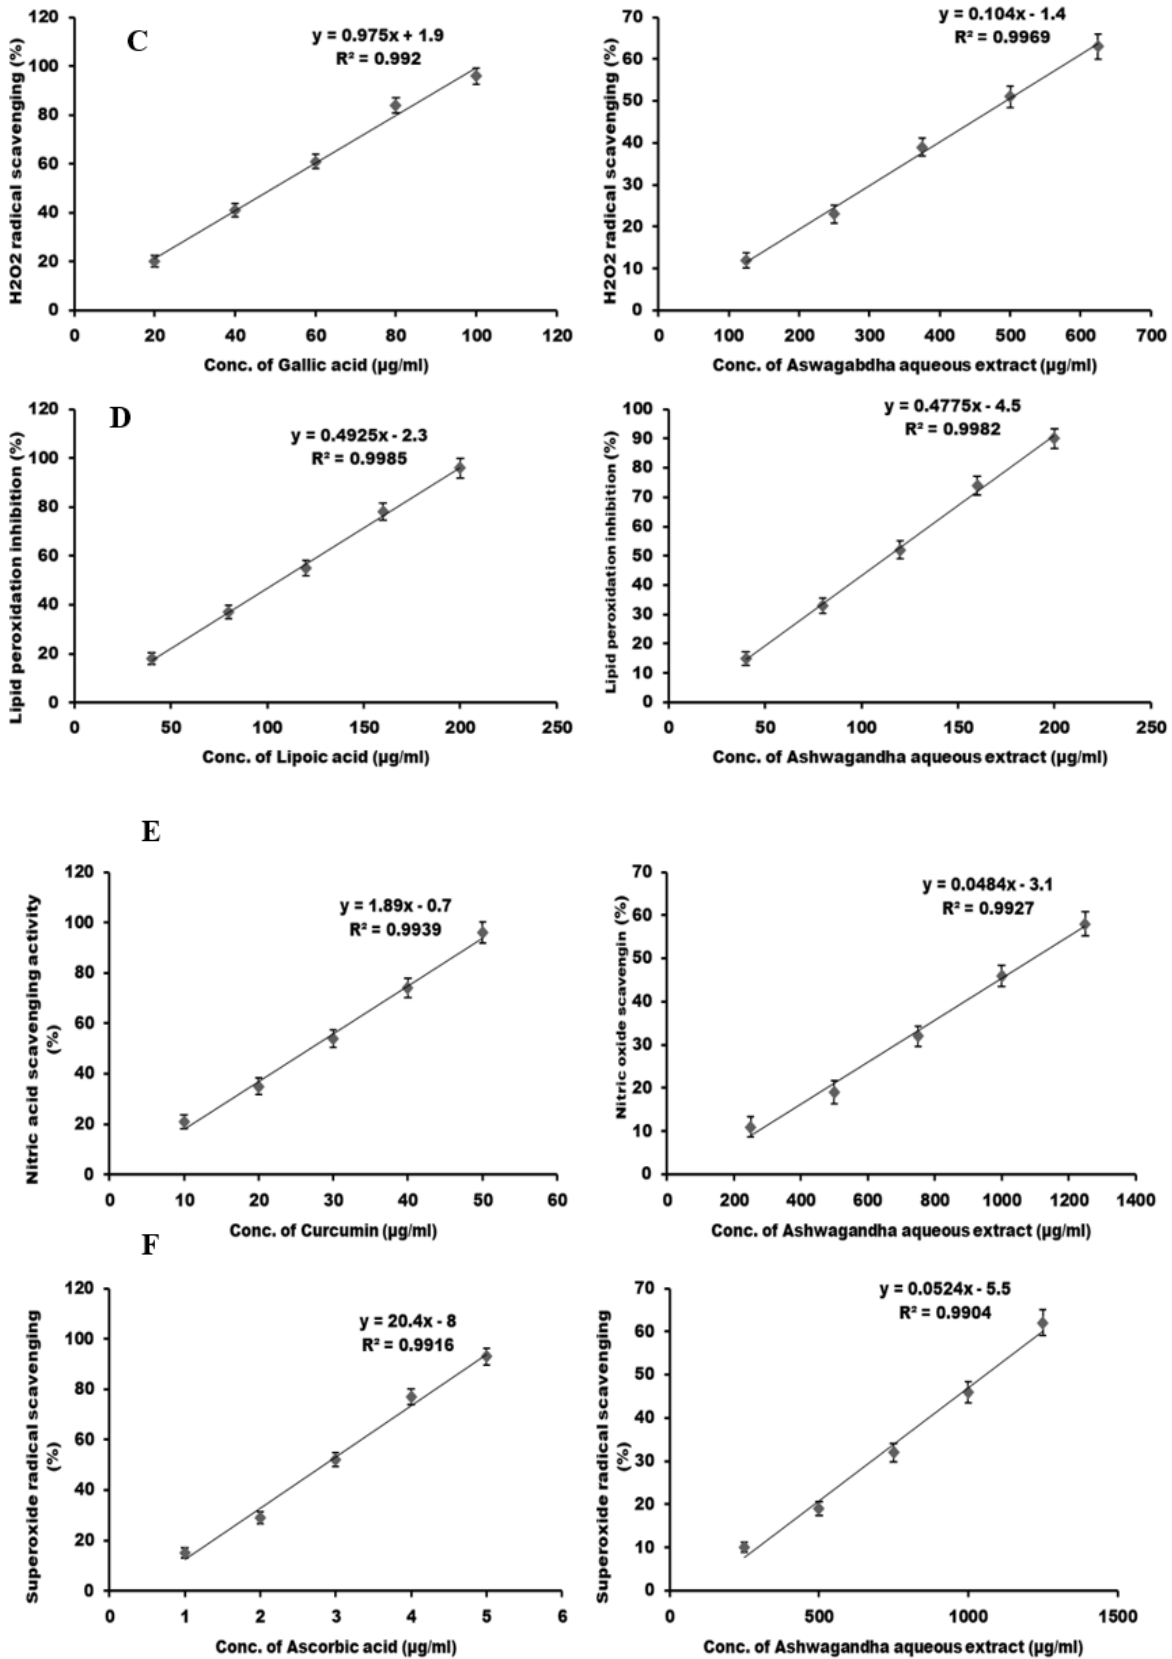 C
y = 0.975x + 1.9
R² = 0.992
H2O2 radical scavenging (%)
120
100
80
60
40
20
0
0 20 40 60 80 100 120
Conc. of Gallic acid (µg/ml)
y = 0.104x - 1.4
R² = 0.9969
H2O2 radical scavenging (%)
70
60
50
40
30
20
10
0
0 100 200 300 400 500 600 700
Conc. of Aswagabdha aqueous extract (µg/ml)
D
y = 0.4925x - 2.3
R² = 0.9985
Lipid peroxidation inhibition (%)
120
100
80
60
40
20
0
0 50 100 150 200 250
Conc. of Lipoic acid (µg/ml)
y = 0.4775x - 4.5
R² = 0.9982
Lipid peroxidation inhibition (%)
100
90
80
70
60
50
40
30
20
10
0
0 50 100 150 200 250
Conc. of Ashwagandha aqueous extract (µg/ml)
E
y = 1.89x - 0.7
R² = 0.9939
Nitric acid scavenging activity
(%)
120
100
80
60
40
20
0
0 10 20 30 40 50 60
Conc. of Curcumin (µg/ml)
y = 0.0484x - 3.1
R² = 0.9927
Nitric oxide scavengin (%)
70
60
50
40
30
20
10
0
0 200 400 600 800 1000 1200 1400
Conc. of Ashwagandha aqueous extract (µg/ml)
F
y = 20.4x - 8
R² = 0.9916
Superoxide radical scavenging
(%)
120
100
80
60
40
20
0
0 1 2 3 4 5 6
Conc. of Ascorbic acid (µg/ml)
y = 0.0524x - 5.5
R² = 0.9904
Superoxide radical scavenging
(%)
70
60
50
40
30
20
10
0
0 500 1000 1500
Conc. of Ashwagandha aqueous extract (µg/ml)